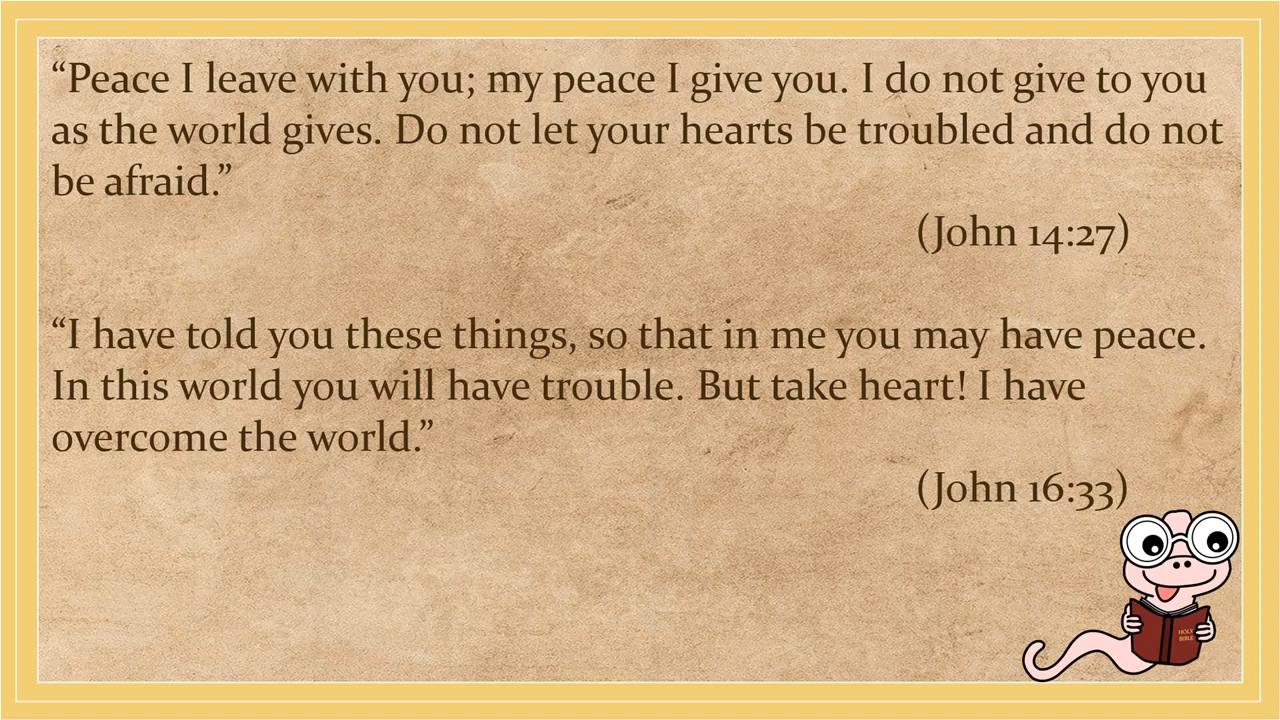 “Peace I leave with you; my peace I give you. I do not give to you
as the world gives. Do not let your hearts be troubled and do not
be afraid.”
(John 14:27)
“I have told you these things, so that in me you may have peace.
In this world you will have trouble. But take heart! I have
overcome the world.”
(John 16:33)
HOLY
BIBLE